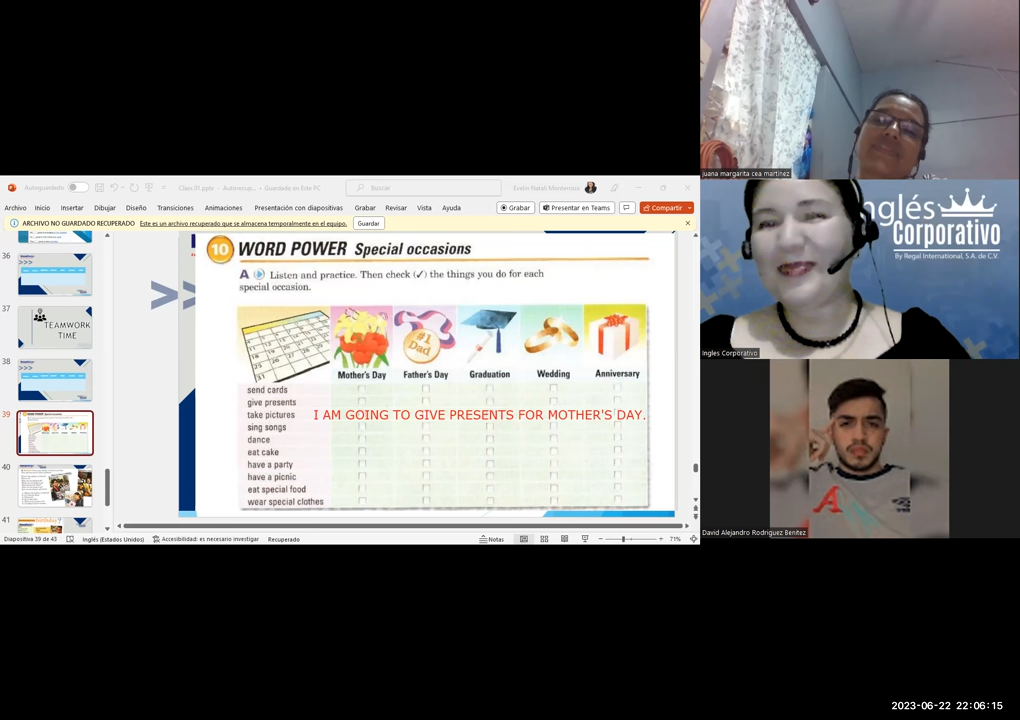 juana margarita cea martinez
Autoguardado
Clase 01.pptx - Autorecup... • Guardado en Este PC
Buscar
Evelin Natali Monterrosa
Archivo Inicio Insertar Dibujar Diseño Transiciones Animaciones Presentación con diapositivas Grabar Revisar Vista Ayuda
Grabar Presentar en Teams Compartir
ARCHIVO NO GUARDADO RECUPERADO Este es un archivo recuperado que se almacena temporalmente en el equipo. Guardar
36
37
TEAMWORK
TIME
38
39
40
41
10 WORD POWER Special occasions
A Listen and practice. Then check (✓) the things you do for each
special occasion.
#1
Dad
Mother's Day Father's Day Graduation Wedding Anniversary
send cards
give presents
take pictures
I AM GOING TO GIVE PRESENTS FOR MOTHER'S DAY.
sing songs
dance
eat cake
have a party
have a picnic
eat special food
wear special clothes
Diapositiva 39 de 43 Inglés (Estados Unidos) Accesibilidad: es necesario investigar Recuperado Notas 71%
nglés
Corporativo
By Regal International, S.A. de C.V.
Ingles Corporativo
David Alejandro Rodriguez Benitez
2023-06-22 22:06:15